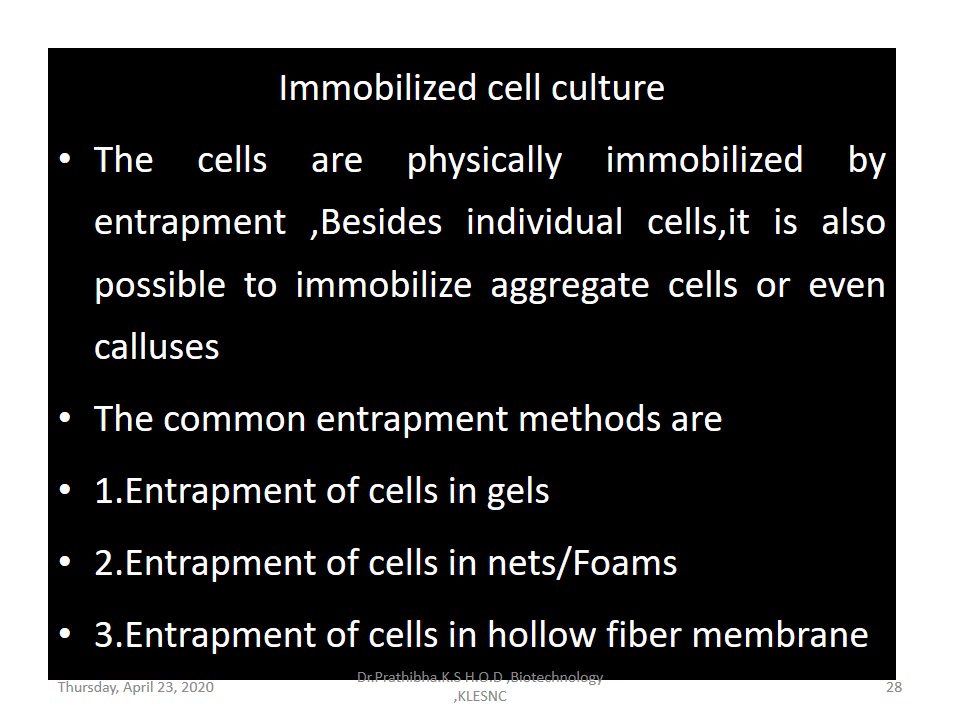 Immobilized cell culture
• The cells are physically immobilized by
entrapment ,Besides individual cells,it is also
possible to immobilize aggregate cells or even
calluses
• The common entrapment methods are
• 1.Entrapment of cells in gels
• 2.Entrapment of cells in nets/Foams
• 3.Entrapment of cells in hollow fiber membrane
Thursday, April 23, 2020
Dr.Prathibha.K.S H.O.D ,Biotechnology
,KLESNC
28